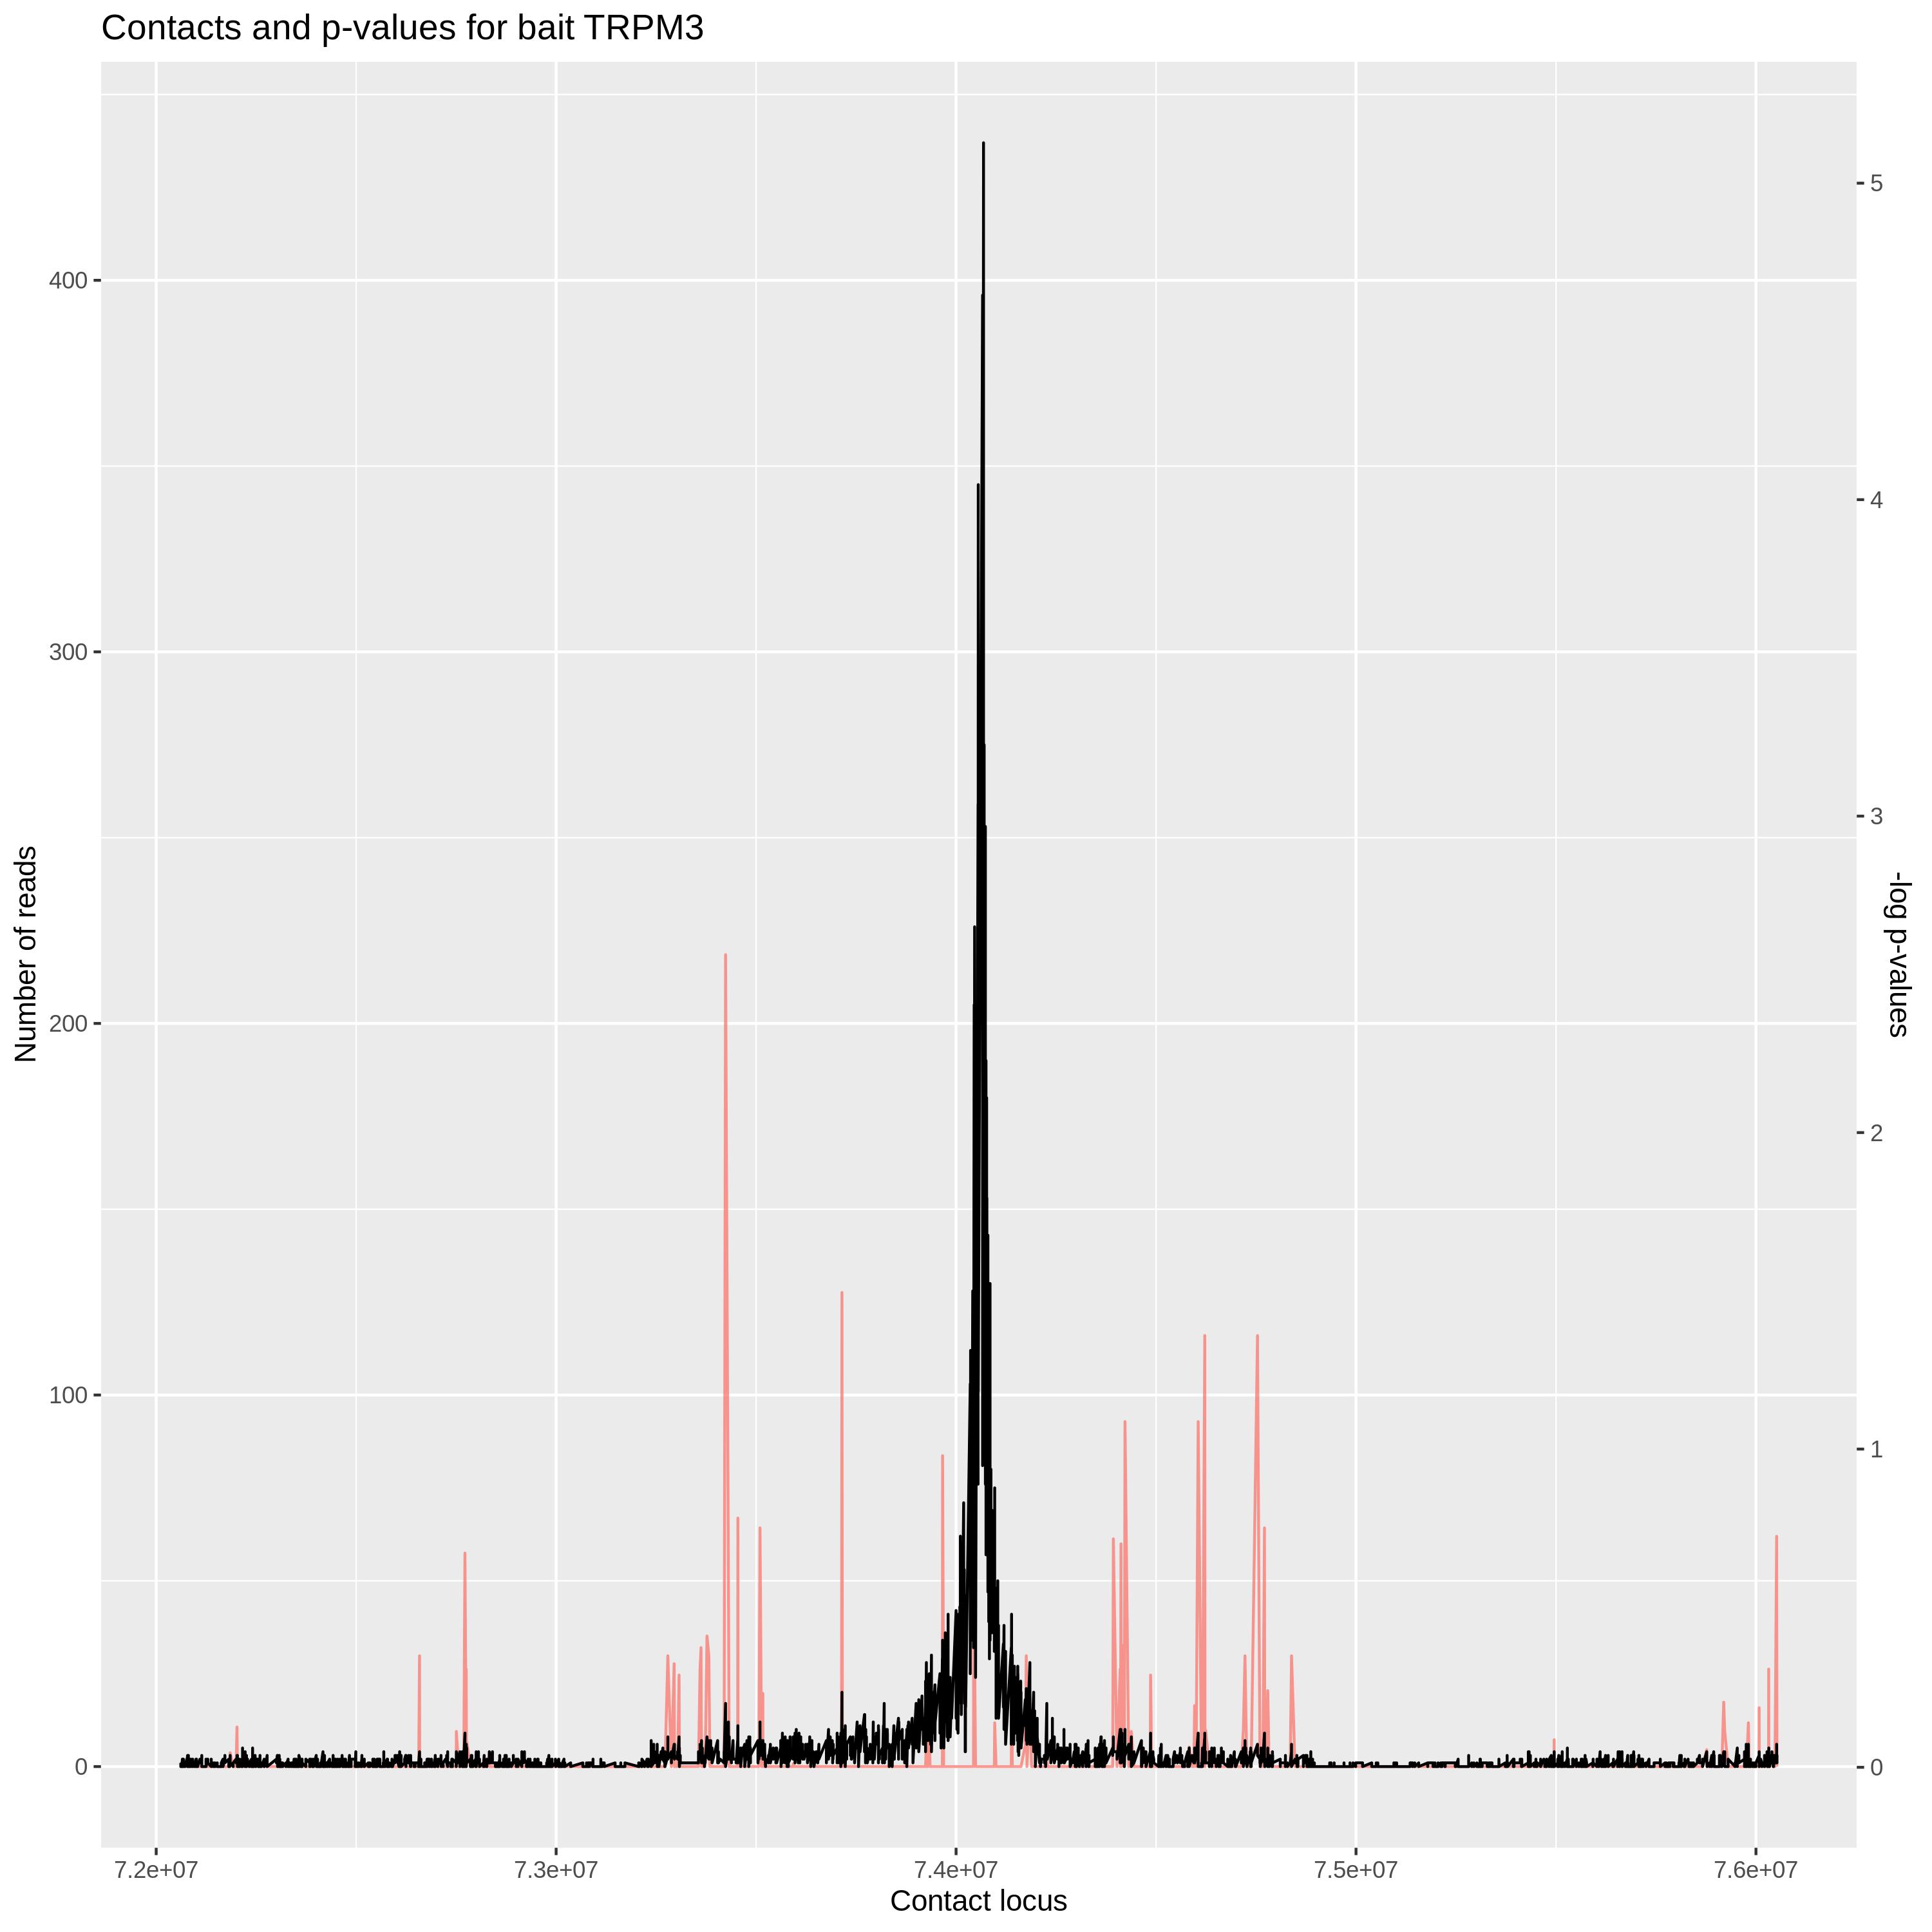 Contacts and p-values for bait TRPM3
Number of reads
400
300
200
100
0
5
4
3
2
1
0
-log p-values
7.2e+07
7.3e+07
7.4e+07
7.5e+07
7.6e+07
Contact locus